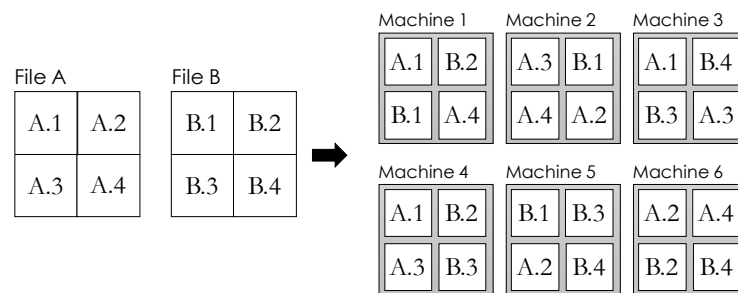 File A
A.1 A.2
A.3 A.4
File B
B.1 B.2
B.3 B.4
Machine 1
A.1 B.2
B.1 A.4
Machine 2
A.3 B.1
A.4 A.2
Machine 3
A.1 B.4
B.3 A.3
Machine 4
A.1 B.2
A.3 B.3
Machine 5
B.1 B.3
A.2 B.4
Machine 6
A.2 A.4
B.2 B.4